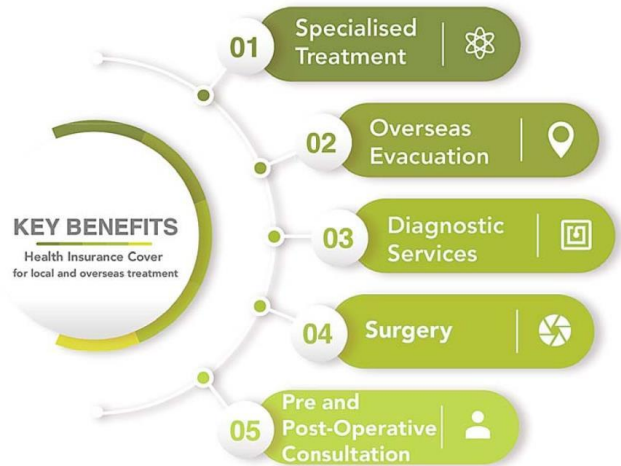 KEY BENEFITS
Health Insurance Cover
for local and overseas treatment
01
Specialised
Treatment
02
Overseas
Evacuation
03
Diagnostic
Services
04
Surgery
05
Pre and
Post-Operative
Consultation